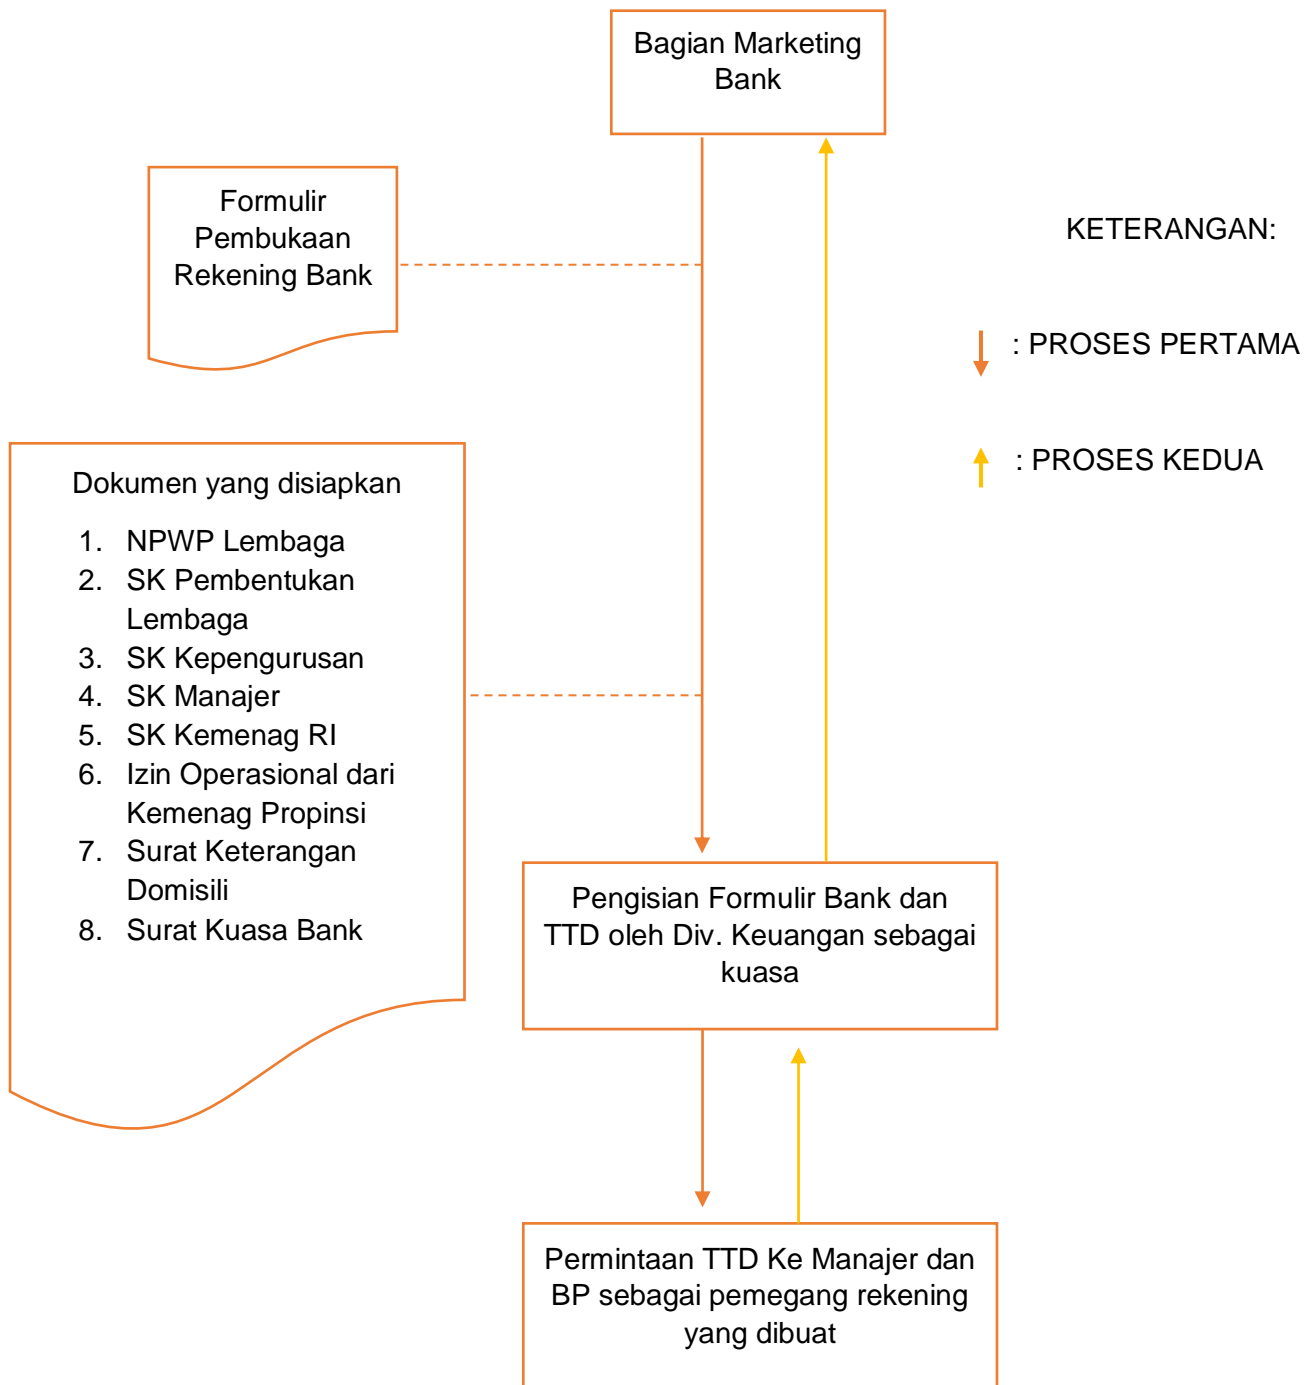 Bagian Marketing
Bank
Formulir
Pembukaan
Rekening Bank
KETERANGAN:
: PROSES PERTAMA
: PROSES KEDUA
Dokumen yang disiapkan
1. NPWP Lembaga
2. SK Pembentukan
Lembaga
3. SK Kepengurusan
4. SK Manajer
5. SK Kemenag RI
6. Izin Operasional dari
Kemenag Propinsi
7. Surat Keterangan
Domisili
8. Surat Kuasa Bank
Pengisian Formulir Bank dan
TTD oleh Div. Keuangan sebagai
kuasa
Permintaan TTD Ke Manajer dan
BP sebagai pemegang rekening
yang dibuat